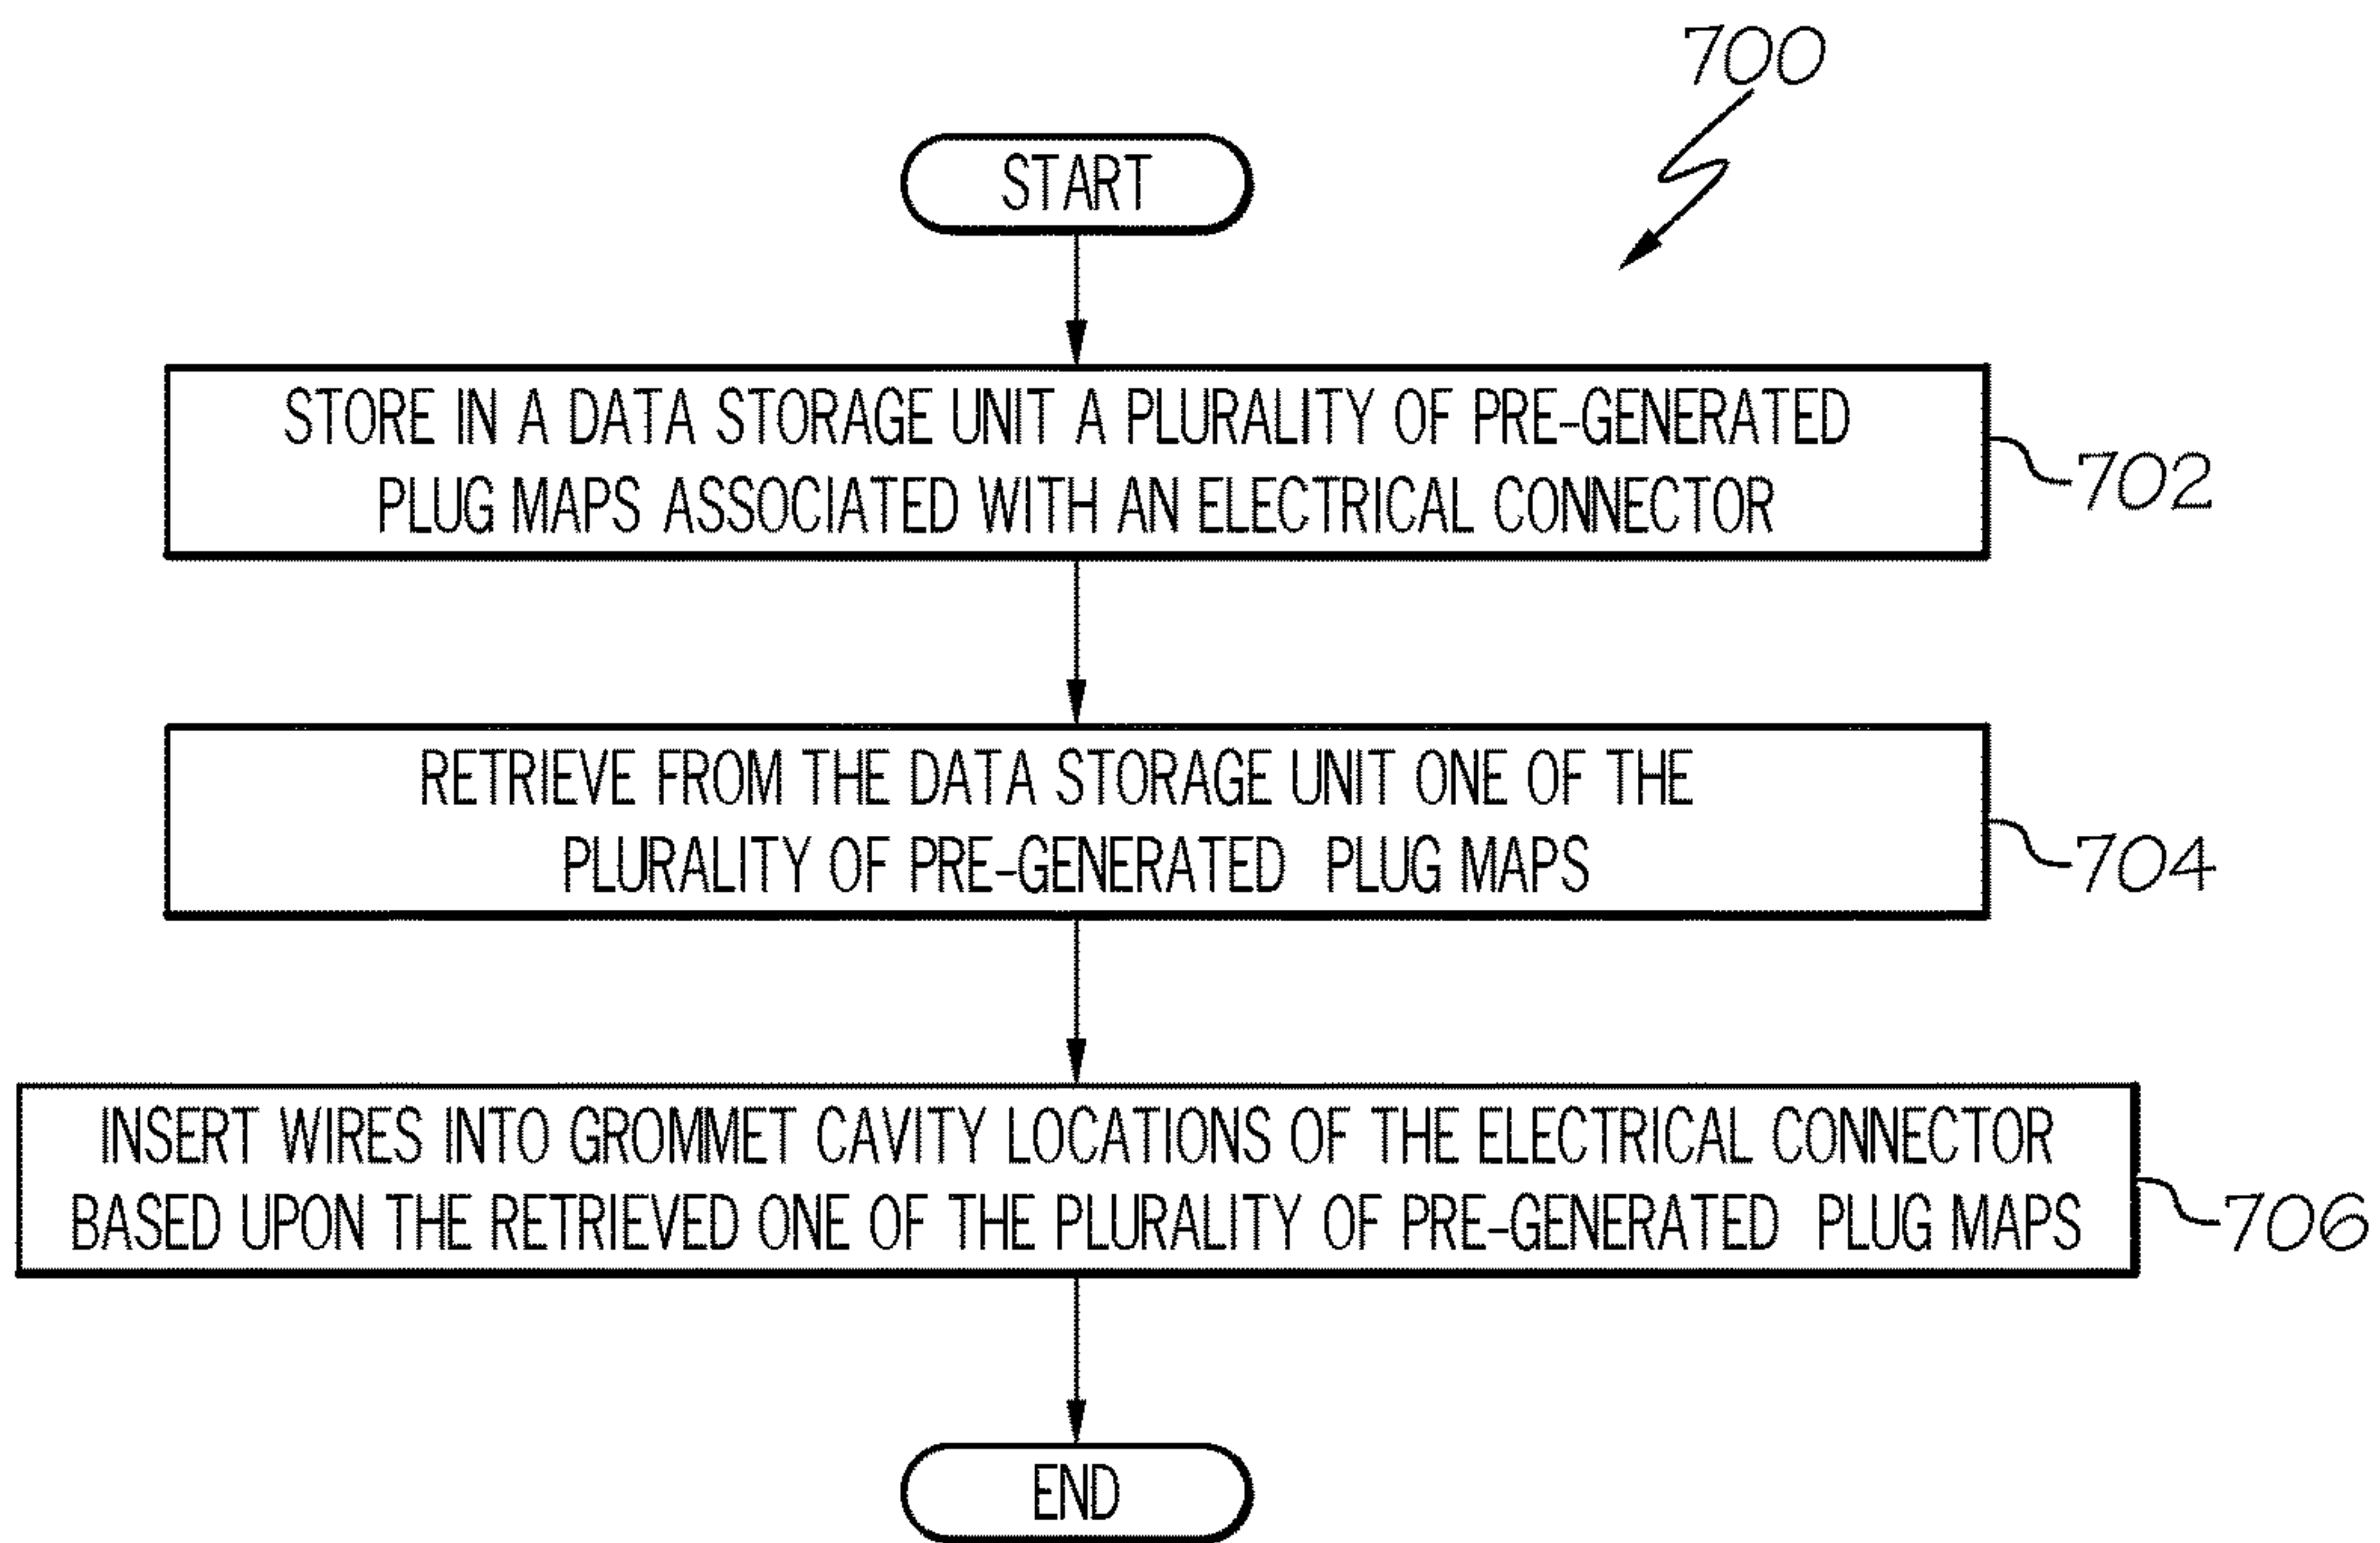 700
START
STORE IN A DATA STORAGE UNIT A PLURALITY OF PRE-GENERATED
PLUG MAPS ASSOCIATED WITH AN ELECTRICAL CONNECTOR
702
RETRIEVE FROM THE DATA STORAGE UNIT ONE OF THE
PLURALITY OF PRE-GENERATED PLUG MAPS
704
INSERT WIRES INTO GROMMET CAVITY LOCATIONS OF THE ELECTRICAL CONNECTOR
BASED UPON THE RETRIEVED ONE OF THE PLURALITY OF PRE-GENERATED PLUG MAPS
706
END